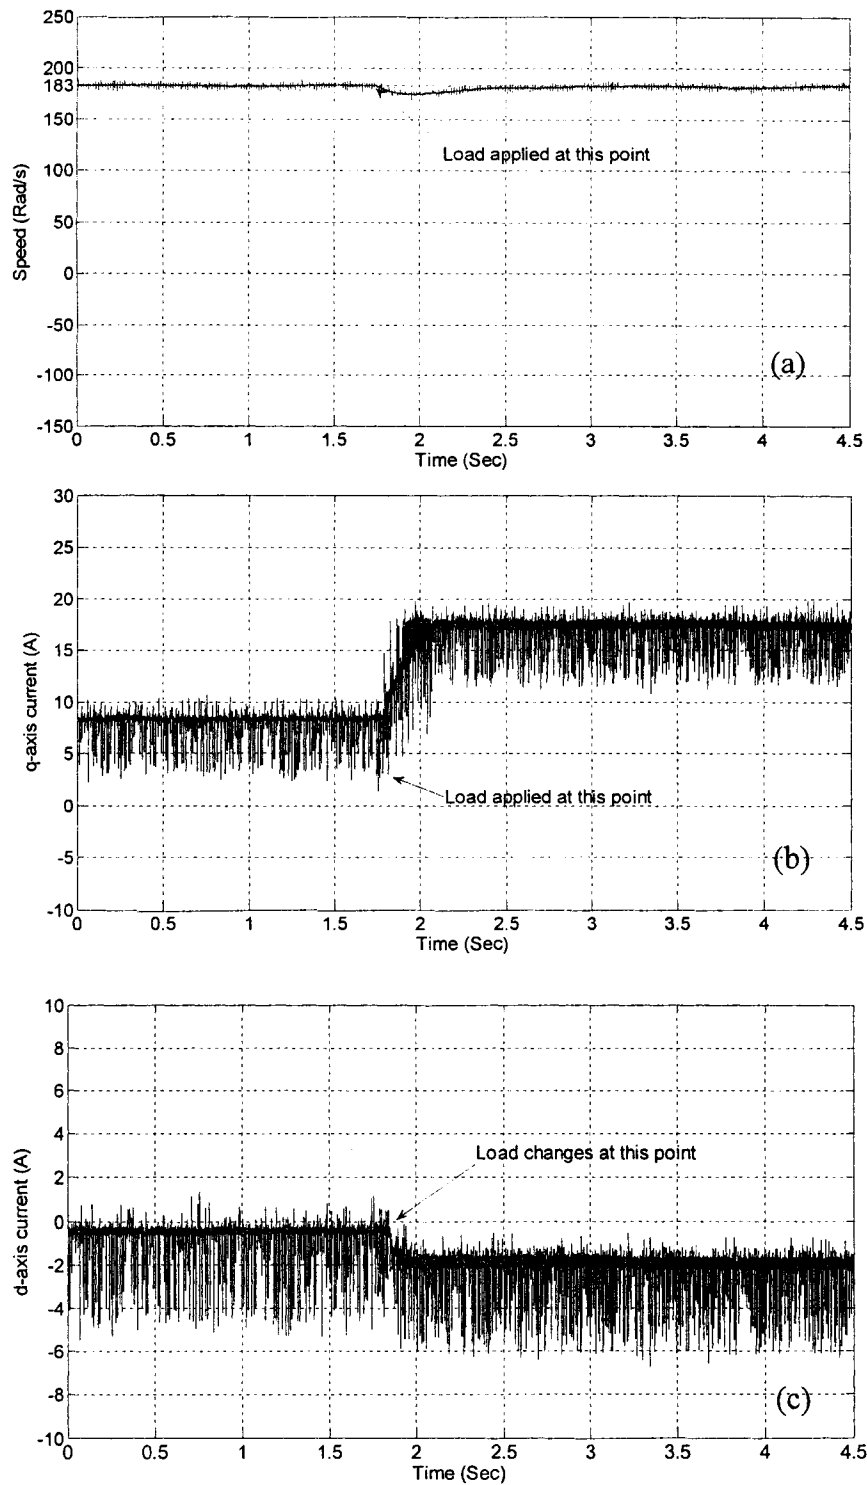 250
200
183
150
100
50
0
-50
-100
-150
Speed (Rad/s)
Load applied at this point
(a)
0 0.5 1 1.5 2 2.5 3 3.5 4 4.5
Time (Sec)
30
25
20
15
10
5
0
-5
-10
q-axis current (A)
Load applied at this point
(b)
0 0.5 1 1.5 2 2.5 3 3.5 4 4.5
Time (Sec)
10
8
6
4
2
0
-2
-4
-6
-8
-10
d-axis current (A)
Load changes at this point
(c)
0 0.5 1 1.5 2 2.5 3 3.5 4 4.5
Time (Sec)